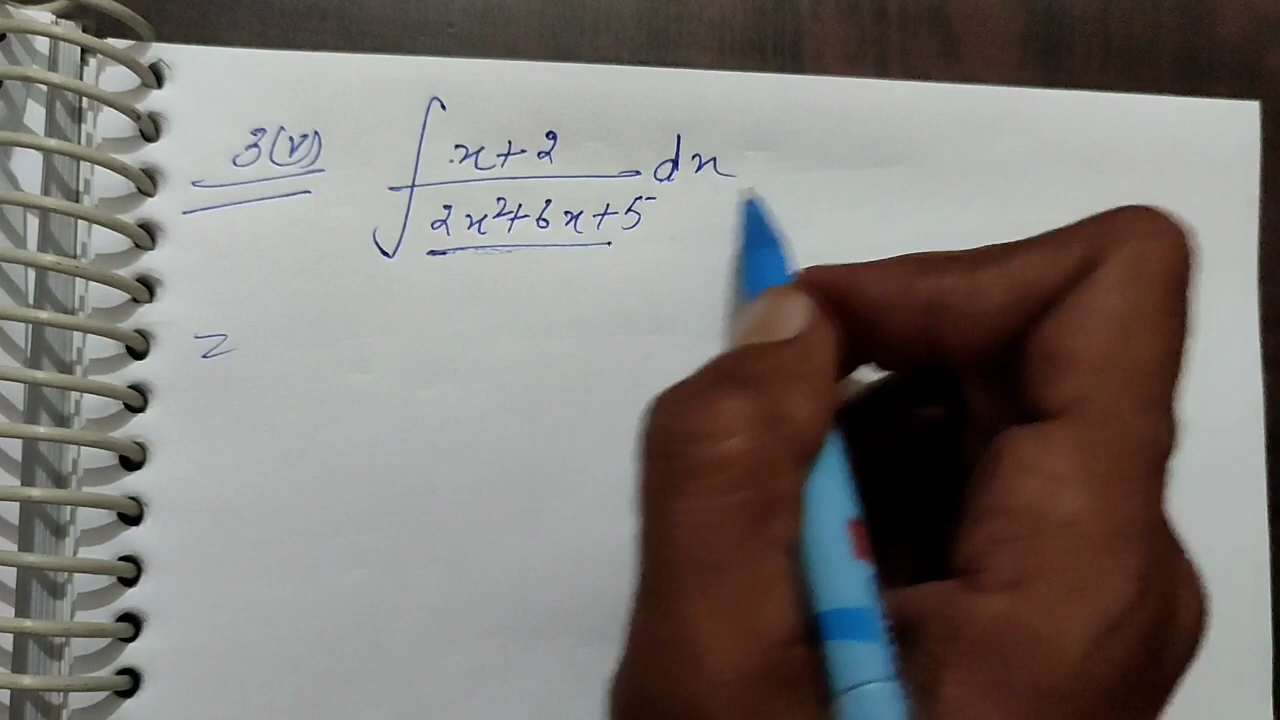 3(v) ∫ x+2 / 2x²+6x+5 dx
=